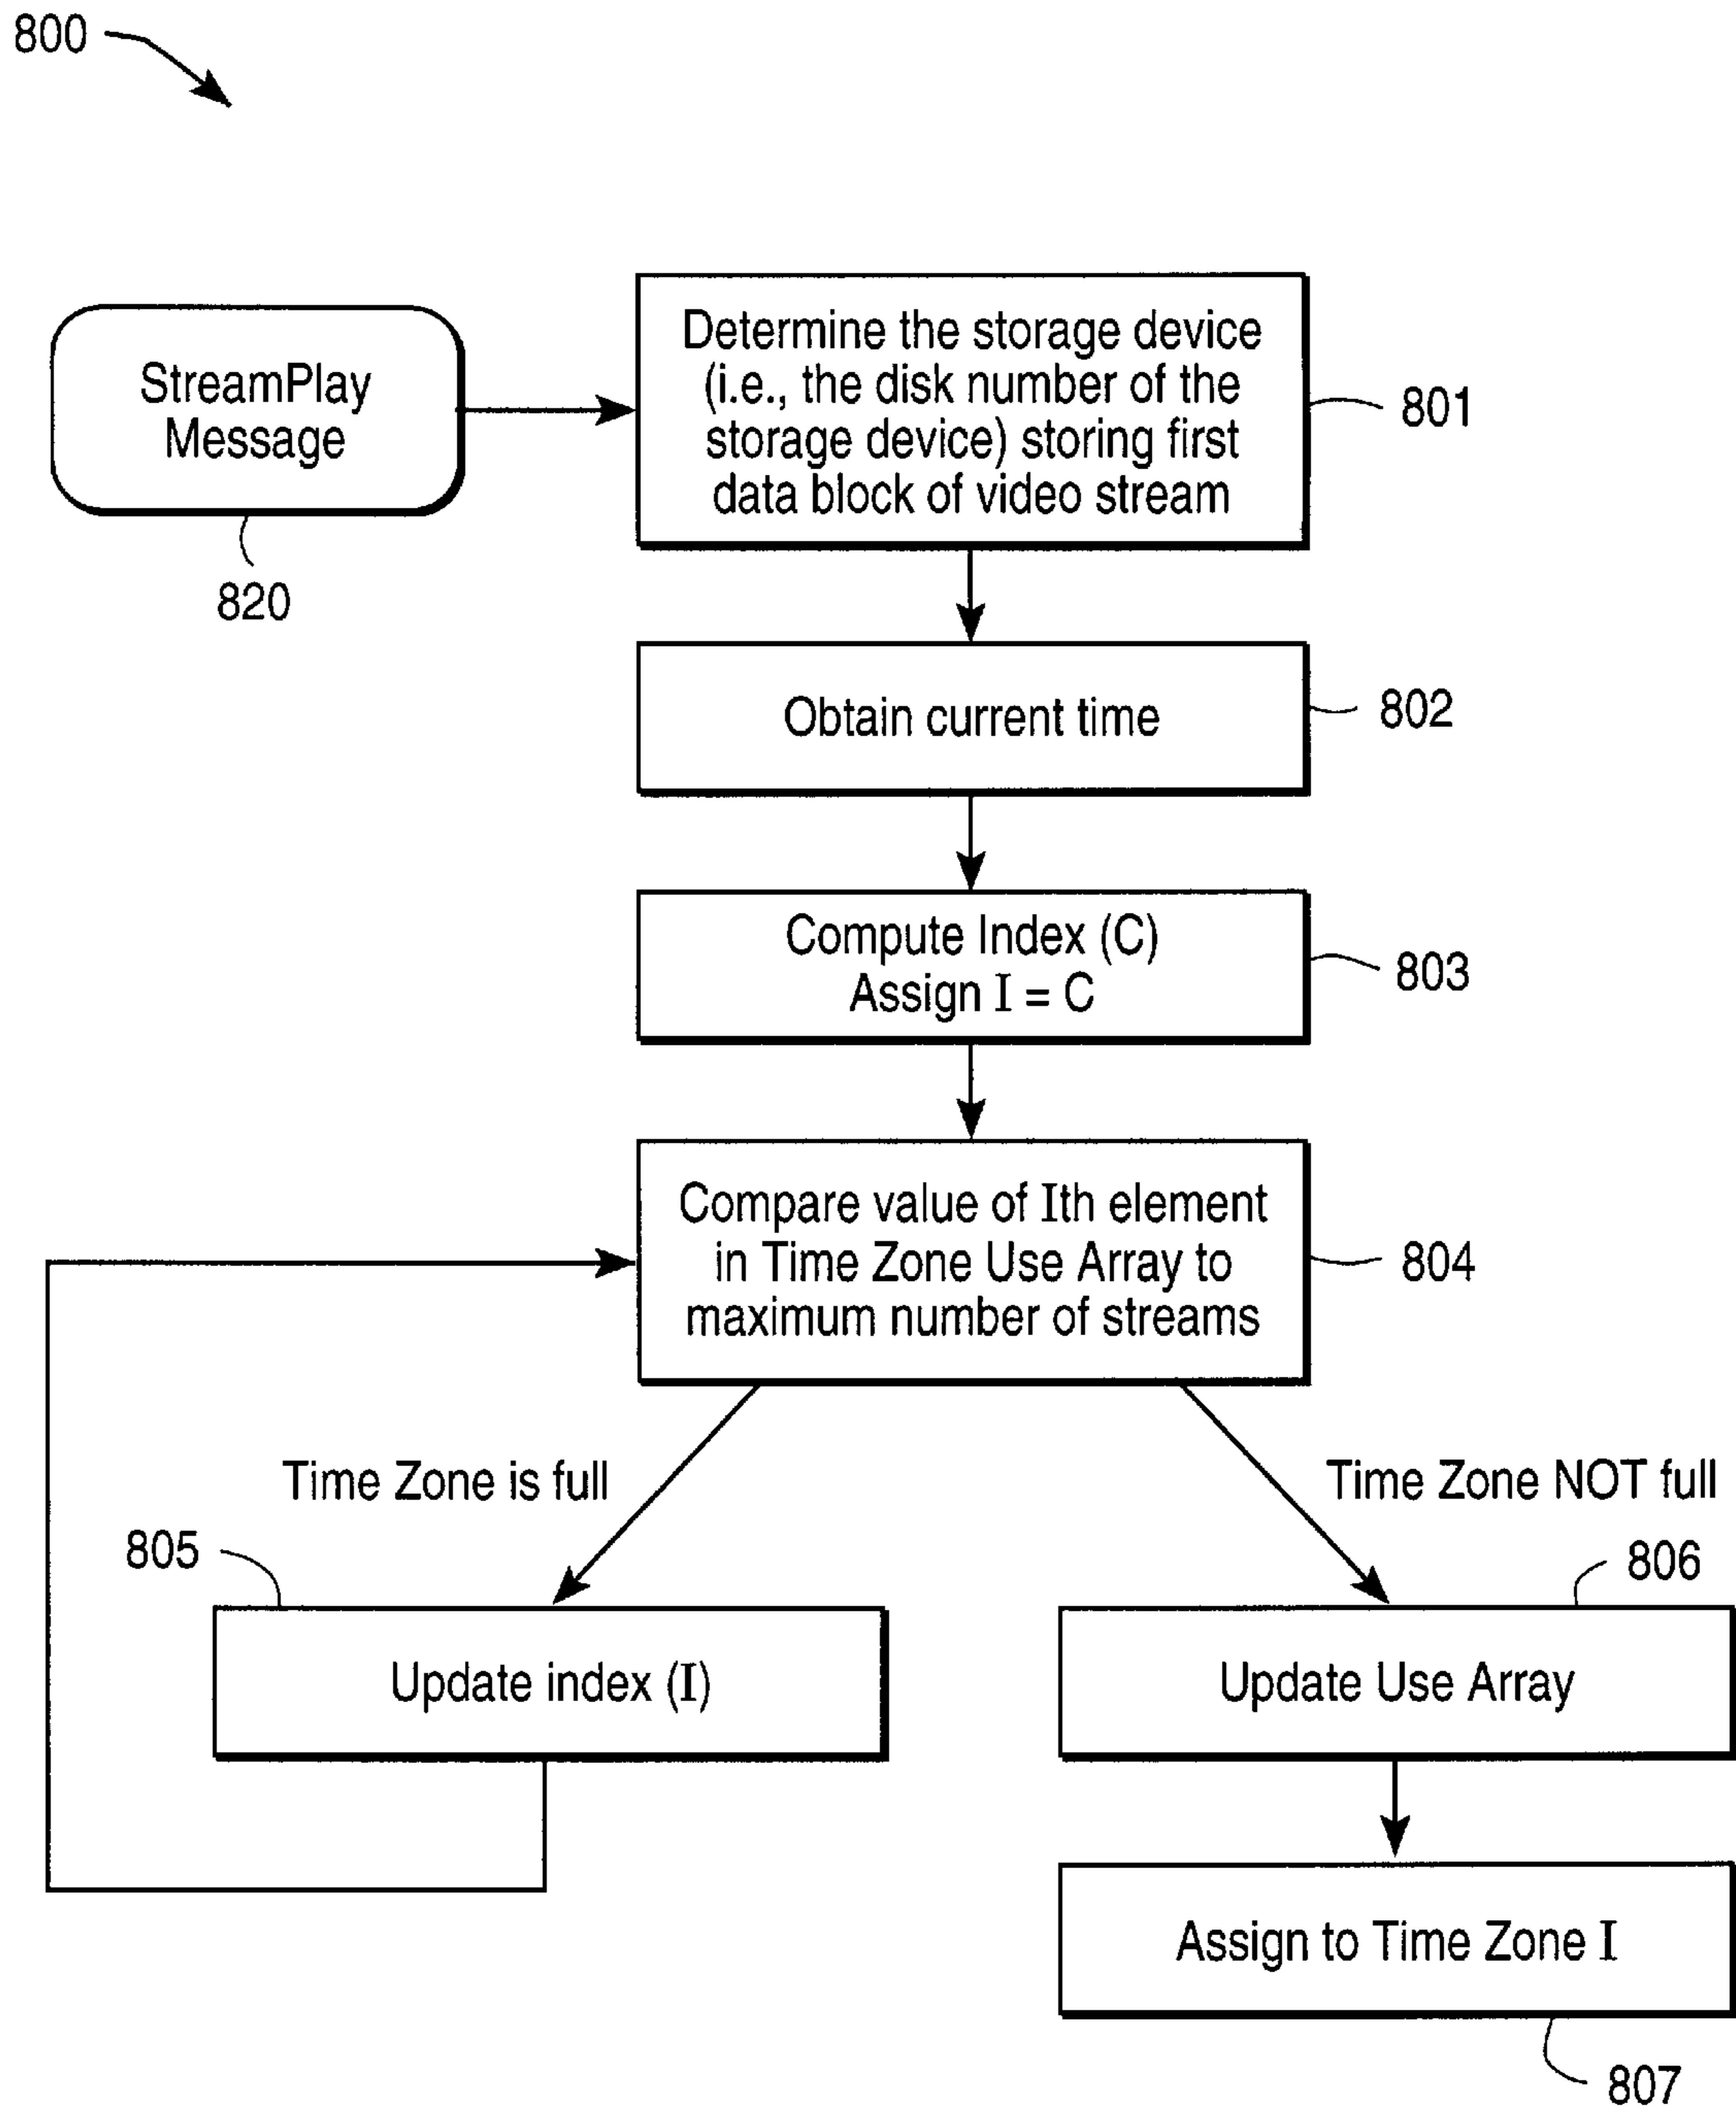 800
StreamPlay
Message
820
Determine the storage device
(i.e., the disk number of the
storage device) storing first
data block of video stream
801
Obtain current time
802
Compute Index (C)
Assign I = C
803
Compare value of Ith element
in Time Zone Use Array to
maximum number of streams
804
Time Zone is full
Time Zone NOT full
805
Update index (I)
806
Update Use Array
Assign to Time Zone I
807